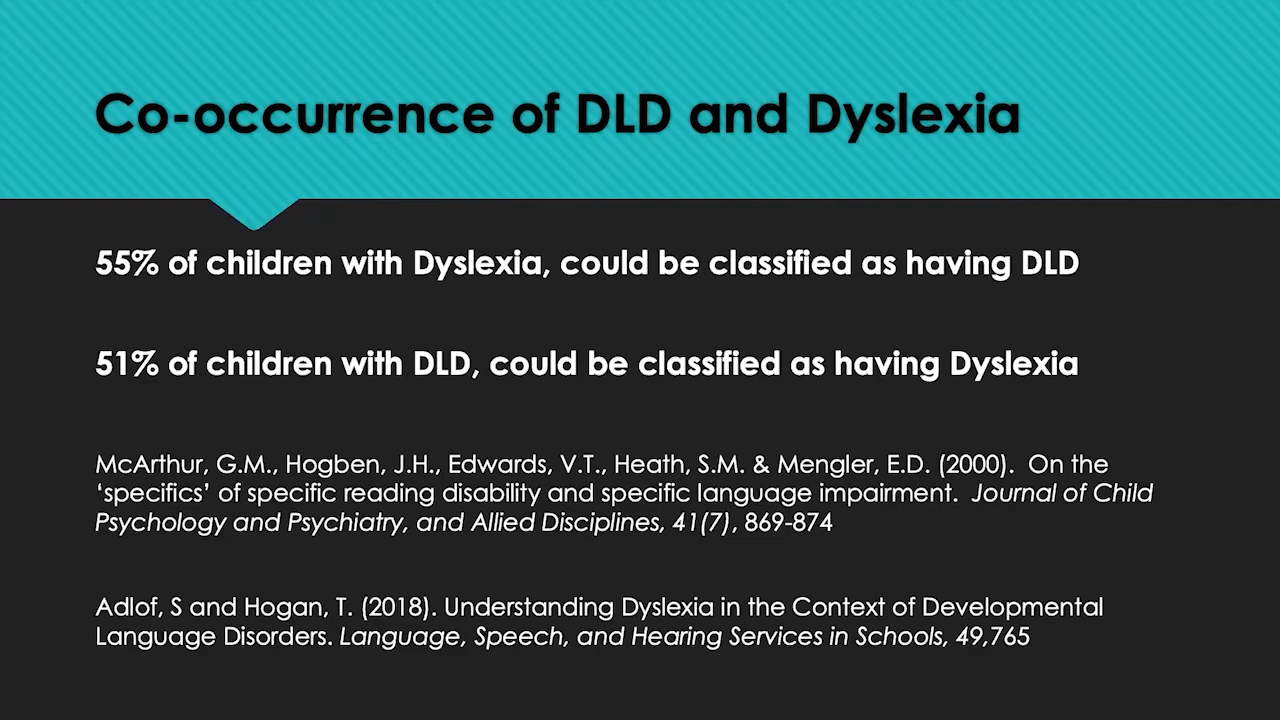 Co-occurrence of DLD and Dyslexia
55% of children with Dyslexia, could be classified as having DLD
51% of children with DLD, could be classified as having Dyslexia
McArthur, G.M., Hogben, J.H., Edwards, V.T., Heath, S.M. & Mengler, E.D. (2000).  On the
‘specifics’ of specific reading disability and specific language impairment.  Journal of Child
Psychology and Psychiatry, and Allied Disciplines, 41(7), 869-874
Adlof, S and Hogan, T. (2018). Understanding Dyslexia in the Context of Developmental
Language Disorders. Language, Speech, and Hearing Services in Schools, 49,765